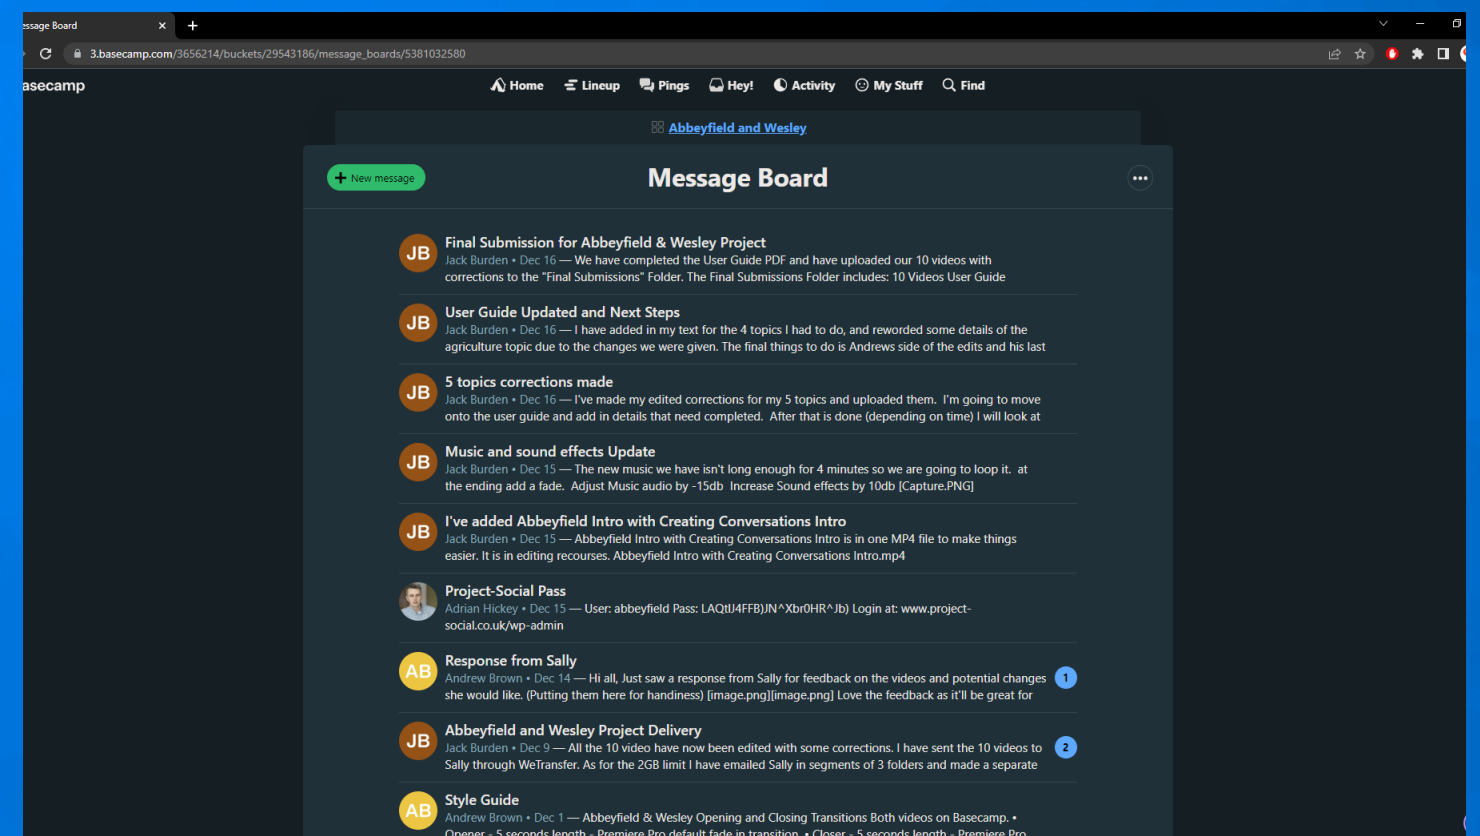 Message Board
3.basecamp.com/3656214/buckets/29543186/message_boards/5381032580
Home Lineup Pings Hey! Activity My Stuff Find
Abbeyfield and Wesley
New message
Message Board
JB
Final Submission for Abbeyfield & Wesley Project
Jack Burden • Dec 16 — We have completed the User Guide PDF and have uploaded our 10 videos with
corrections to the "Final Submissions" Folder. The Final Submissions Folder includes: 10 Videos User Guide
JB
User Guide Updated and Next Steps
Jack Burden • Dec 16 — I have added in my text for the 4 topics I had to do, and reworded some details of the
agriculture topic due to the changes we were given. The final things to do is Andrews side of the edits and his last
JB
5 topics corrections made
Jack Burden • Dec 16 — I've made my edited corrections for my 5 topics and uploaded them. I'm going to move
onto the user guide and add in details that need completed. After that is done (depending on time) I will look at
JB
Music and sound effects Update
Jack Burden • Dec 15 — The new music we have isn't long enough for 4 minutes so we are going to loop it. at
the ending add a fade. Adjust Music audio by -15db Increase Sound effects by 10db [Capture.PNG]
JB
I've added Abbeyfield Intro with Creating Conversations Intro
Jack Burden • Dec 15 — Abbeyfield Intro with Creating Conversations Intro is in one MP4 file to make things
easier. It is in editing recourses. Abbeyfield Intro with Creating Conversations Intro.mp4
Project-Social Pass
Adrian Hickey • Dec 15 — User: abbeyfield Pass: Login at: www.project-
social.co.uk/wp-admin
AB
Response from Sally
Andrew Brown • Dec 14 — Hi all, Just saw a response from Sally for feedback on the videos and potential changes
she would like. (Putting them here for handiness) [image.png][image.png] Love the feedback as it'll be great for
1
JB
Abbeyfield and Wesley Project Delivery
Jack Burden • Dec 9 — All the 10 video have now been edited with some corrections. I have sent the 10 videos to
Sally through WeTransfer. As for the 2GB limit I have emailed Sally in segments of 3 folders and made a separate
2
AB
Style Guide
Andrew Brown • Dec 1 — Abbeyfield & Wesley Opening and Closing Transitions Both videos on Basecamp. •
Opener - 5 seconds length - Premiere Pro default fade in transition. • Closer - 5 seconds length - Premiere Pro